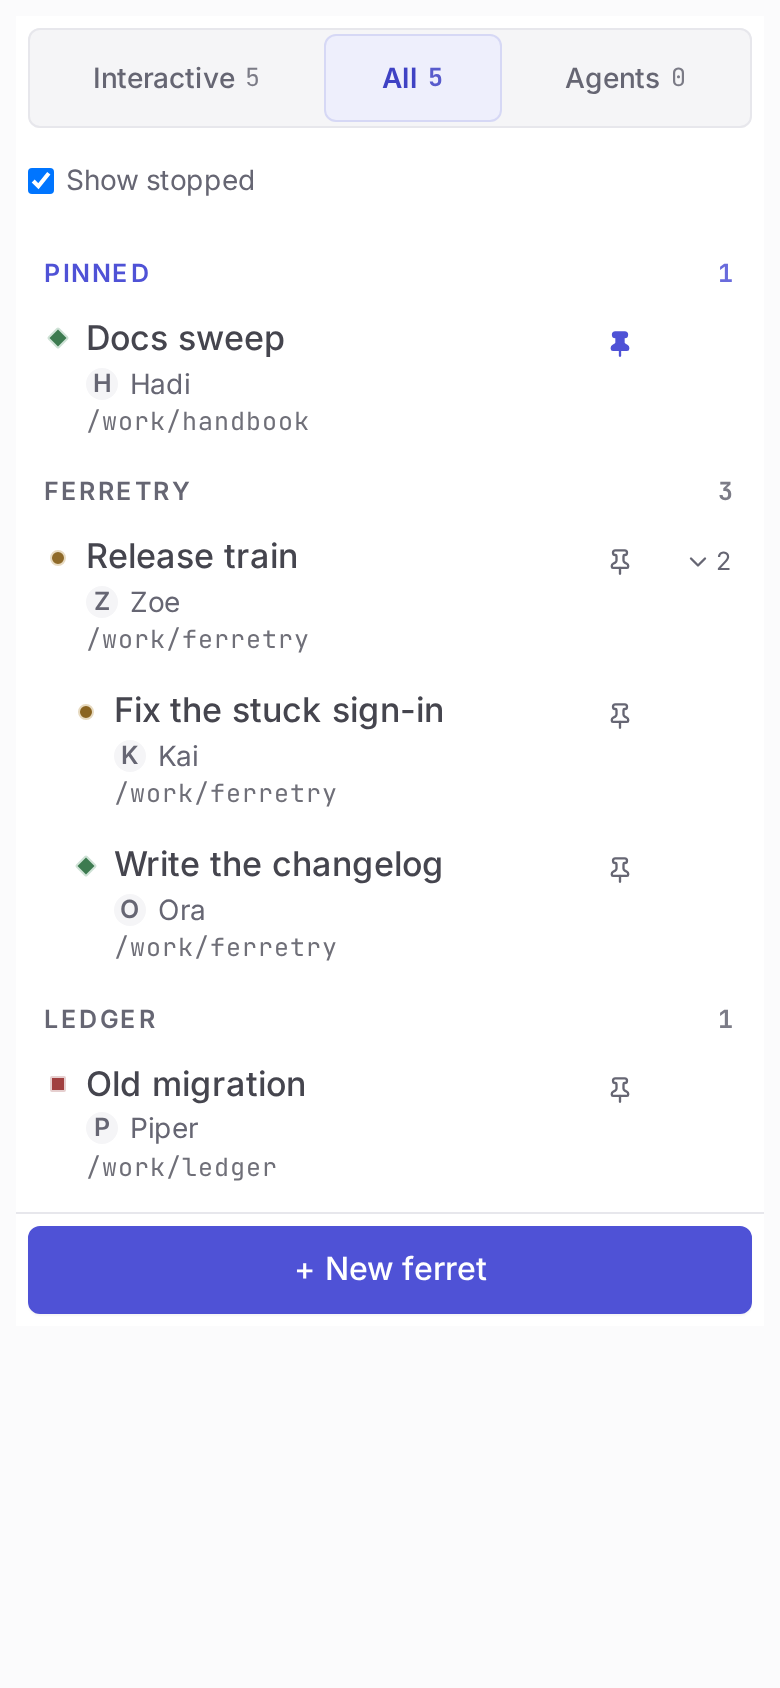 Interactive 5 All 5 Agents 0
Show stopped
PINNED 1
Docs sweep
H Hadi
/work/handbook
FERRETRY 3
Release train 2
Z Zoe
/work/ferretry
Fix the stuck sign-in
K Kai
/work/ferretry
Write the changelog
O Ora
/work/ferretry
LEDGER 1
Old migration
P Piper
/work/ledger
+ New ferret